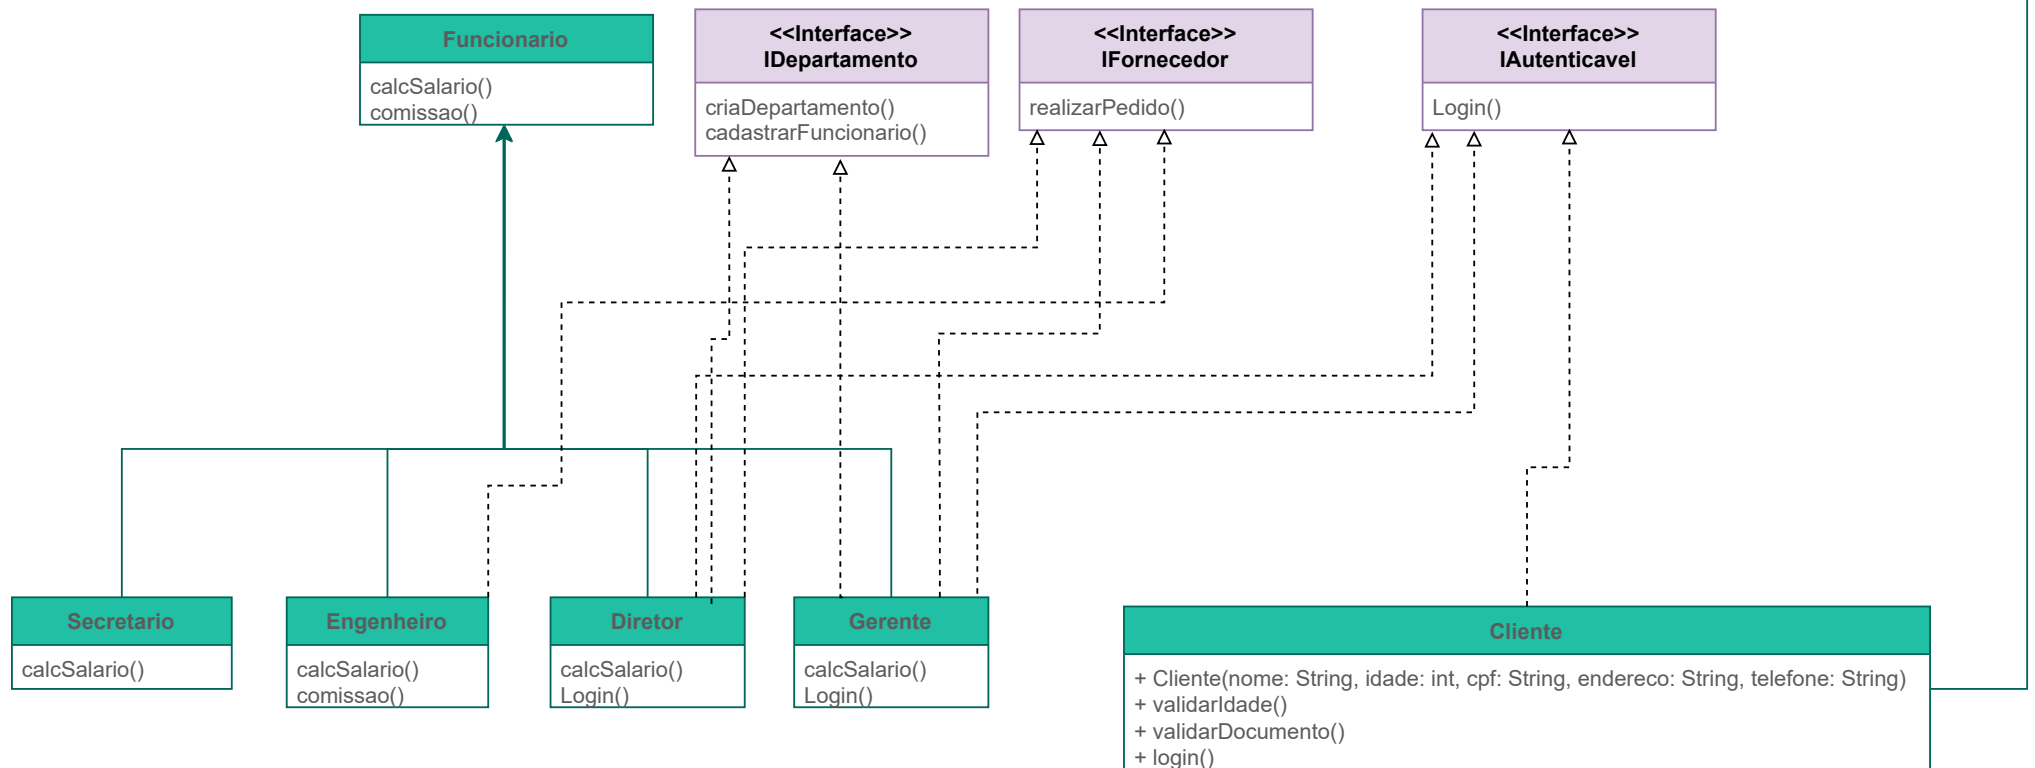 Funcionario
calcSalario()
comissao()
<<Interface>>
IDepartamento
criaDepartamento()
cadastrarFuncionario()
<<Interface>>
IFornecedor
realizarPedido()
<<Interface>>
IAutenticavel
Login()
Secretario
calcSalario()
Engenheiro
calcSalario()
comissao()
Diretor
calcSalario()
Login()
Gerente
calcSalario()
Login()
Cliente
+ Cliente(nome: String, idade: int, cpf: String, endereco: String, telefone: String)
+ validarIdade()
+ validarDocumento()
+ login()